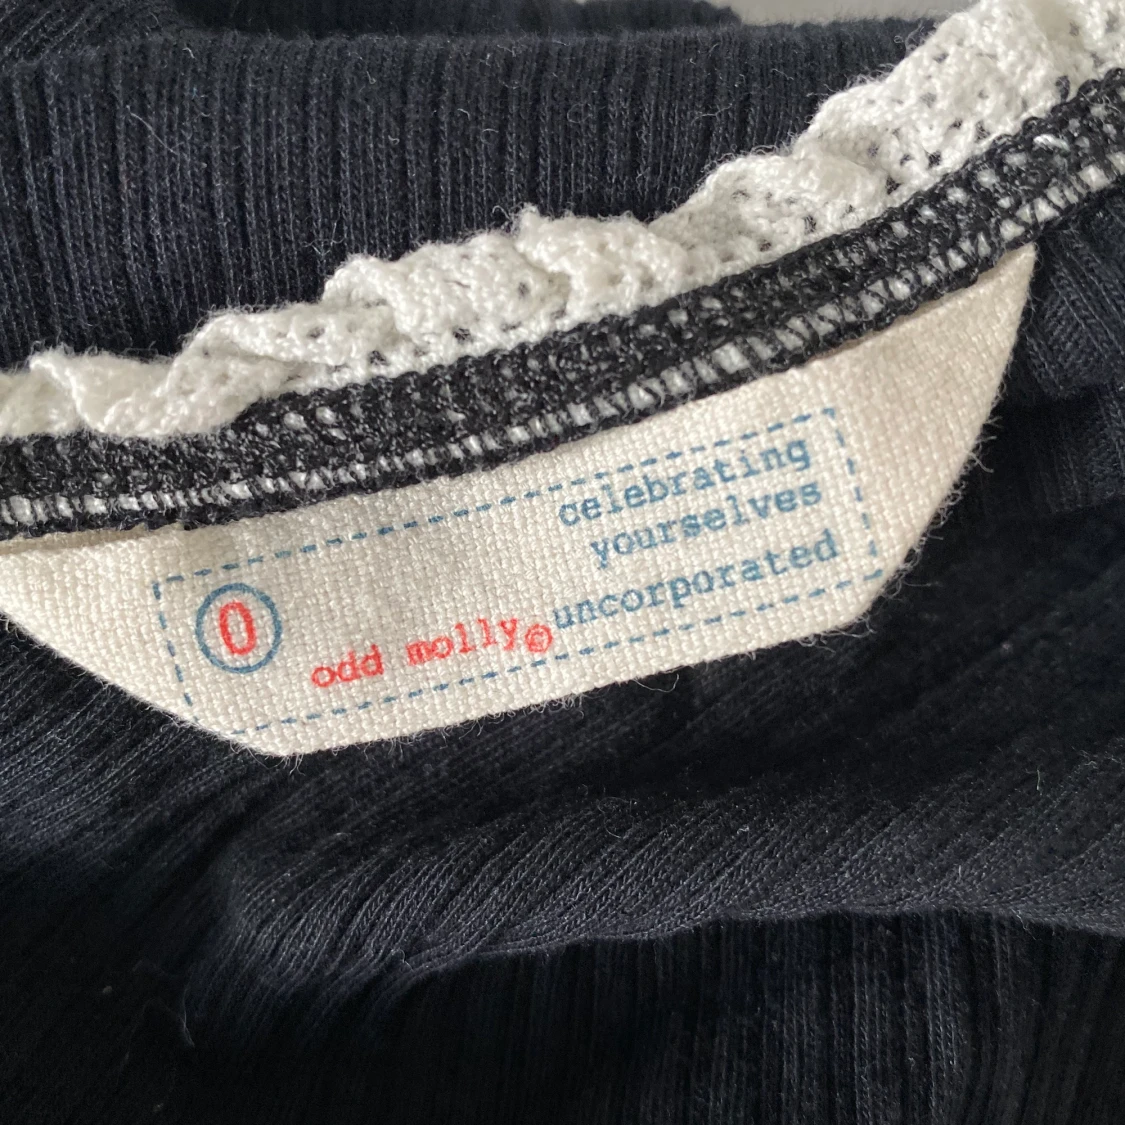 celebrating
yourselves
uncorporated
0
odd molly©